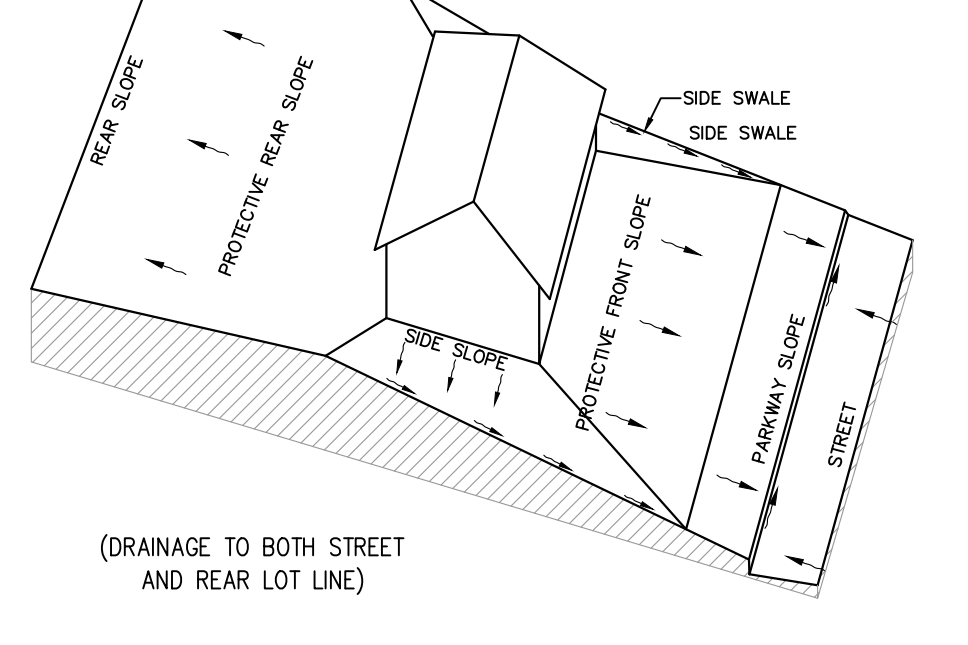 SIDE SWALE
SIDE SWALE
REAR SLOPE
PROTECTIVE REAR SLOPE
SIDE SLOPE
PROTECTIVE FRONT SLOPE
PARKWAY SLOPE
STREET
(DRAINAGE TO BOTH STREET
AND REAR LOT LINE)